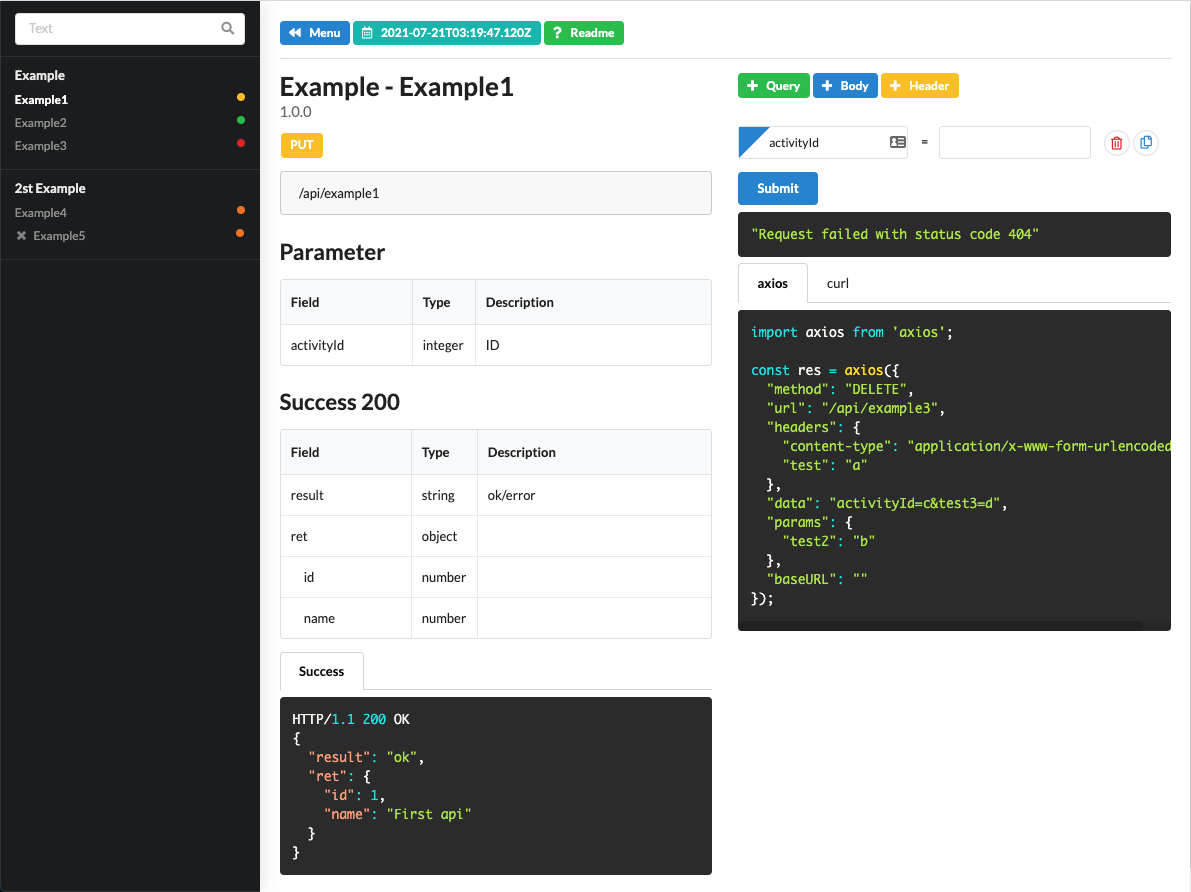 Text
Example
Example1
Example2
Example3
2st Example
Example4
Example5
Menu
2021-07-21T03:19:47.120Z
Readme
Example - Example1
1.0.0
PUT
/api/example1
Parameter
Field Type Description
activityId integer ID
Success 200
Field Type Description
result string ok/error
ret object
id number
name number
Success
HTTP/1.1 200 OK
{
"result": "ok",
"ret": {
"id": 1,
"name": "First api"
}
}
Query
Body
Header
activityId =
Submit
"Request failed with status code 404"
axios curl
import axios from 'axios';
const res = axios({
"method": "DELETE",
"url": "/api/example3",
"headers": {
"content-type": "application/x-www-form-urlencoded
"test": "a"
},
"data": "activityId=c&test3=d",
"params": {
"test2": "b"
},
"baseURL": ""
});